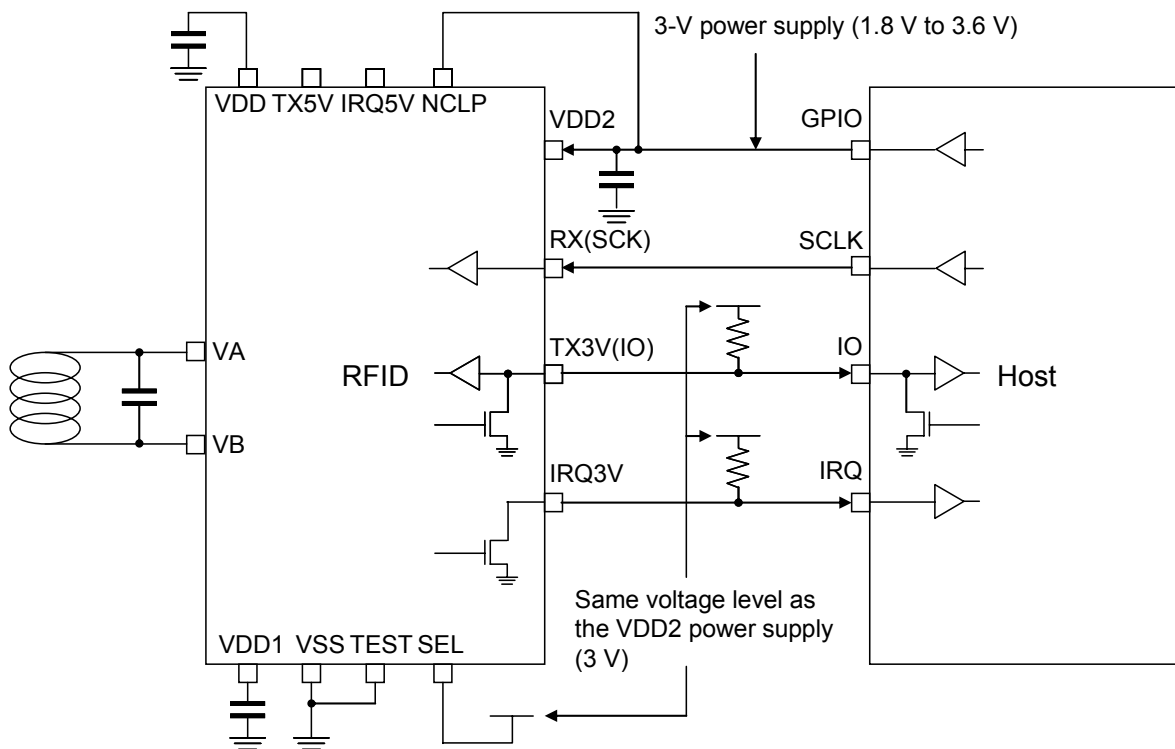 3-V power supply (1.8 V to 3.6 V)
VDD TX5V IRQ5V NCLP
VDD2
GPIO
RX(SCK)
SCLK
VA
RFID
TX3V(IO)
IO
Host
VB
IRQ3V
IRQ
Same voltage level as
the VDD2 power supply
(3 V)
VDD1 VSS TEST SEL